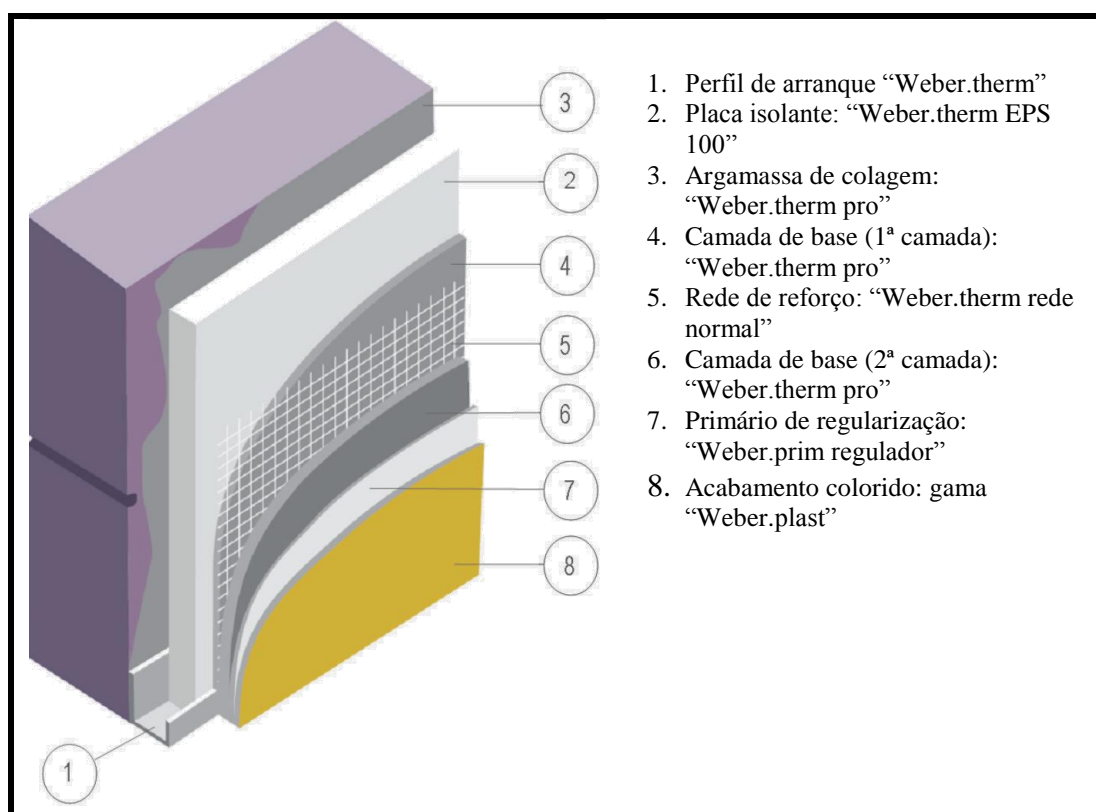 3
2
4
5
6
7
8
1
1. Perfil de arranque “Weber.therm”
2. Placa isolante: “Weber.therm EPS
100”
3. Argamassa de colagem:
“Weber.therm pro”
4. Camada de base (1ª camada):
“Weber.therm pro”
5. Rede de reforço: “Weber.therm rede
normal”
6. Camada de base (2ª camada):
“Weber.therm pro”
7. Primário de regularização:
“Weber.prim regulador”
8. Acabamento colorido: gama
“Weber.plast”